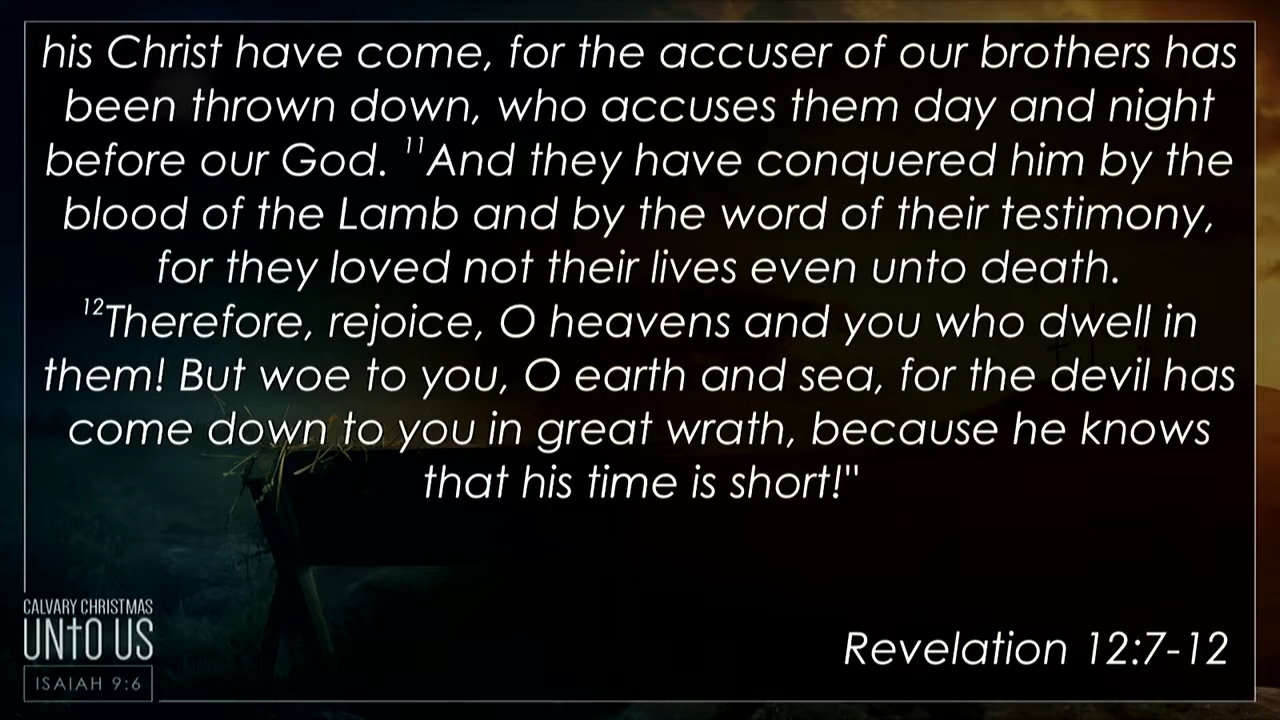 his Christ have come, for the accuser of our brothers has
been thrown down, who accuses them day and night
before our God. ¹¹And they have conquered him by the
blood of the Lamb and by the word of their testimony,
for they loved not their lives even unto death.
¹²Therefore, rejoice, O heavens and you who dwell in
them! But woe to you, O earth and sea, for the devil has
come down to you in great wrath, because he knows
that his time is short!"
Revelation 12:7-12
CALVARY CHRISTMAS
UNTO US
ISAIAH 9:6